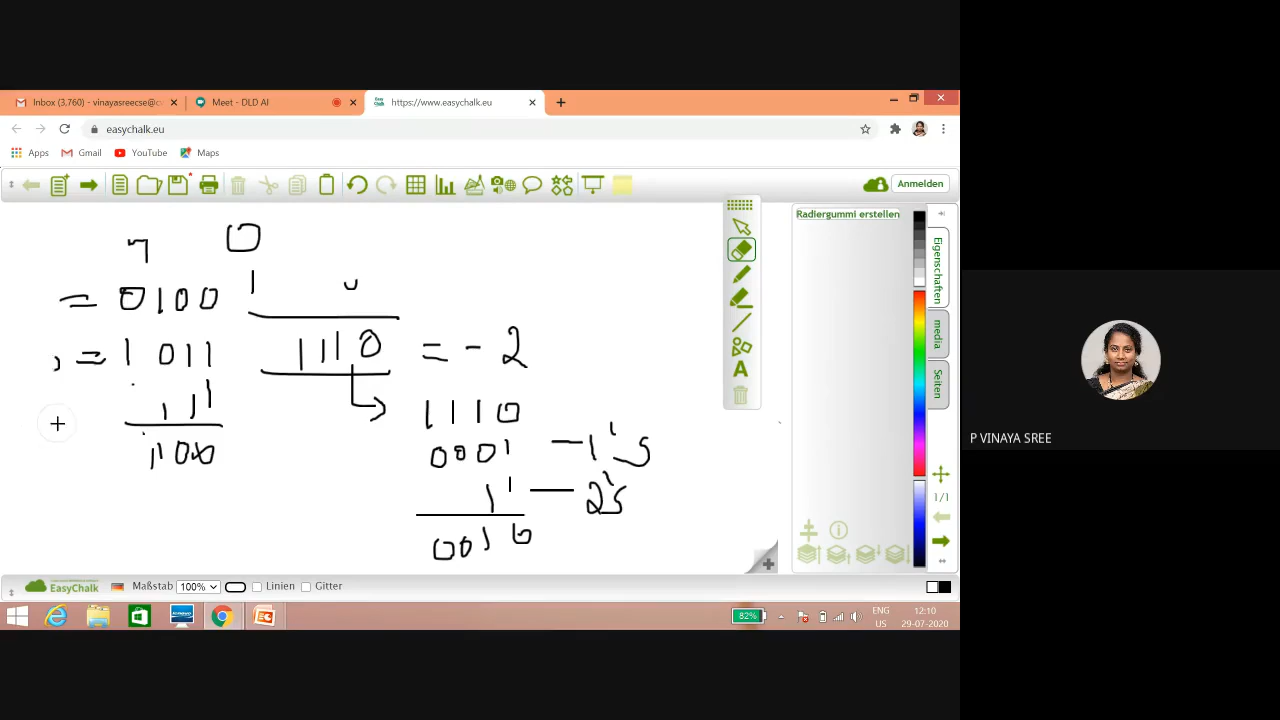 Inbox (3,760) - vinayasreecse@c
Meet - DLD AI
https://www.easychalk.eu
easychalk.eu
Apps
Gmail
YouTube
Maps
Anmelden
Radiergummi erstellen
Eigenschaften
media
Seiten
0
= 0100 1
1110 = - 2
= 1011
111
1110
1100
0001 — 1's
11 — 2's
0010
1/1
EasyChalk
Maßstab 100%
Linien
Gitter
P VINAYA SREE
82%
ENG
US
12:10
29-07-2020